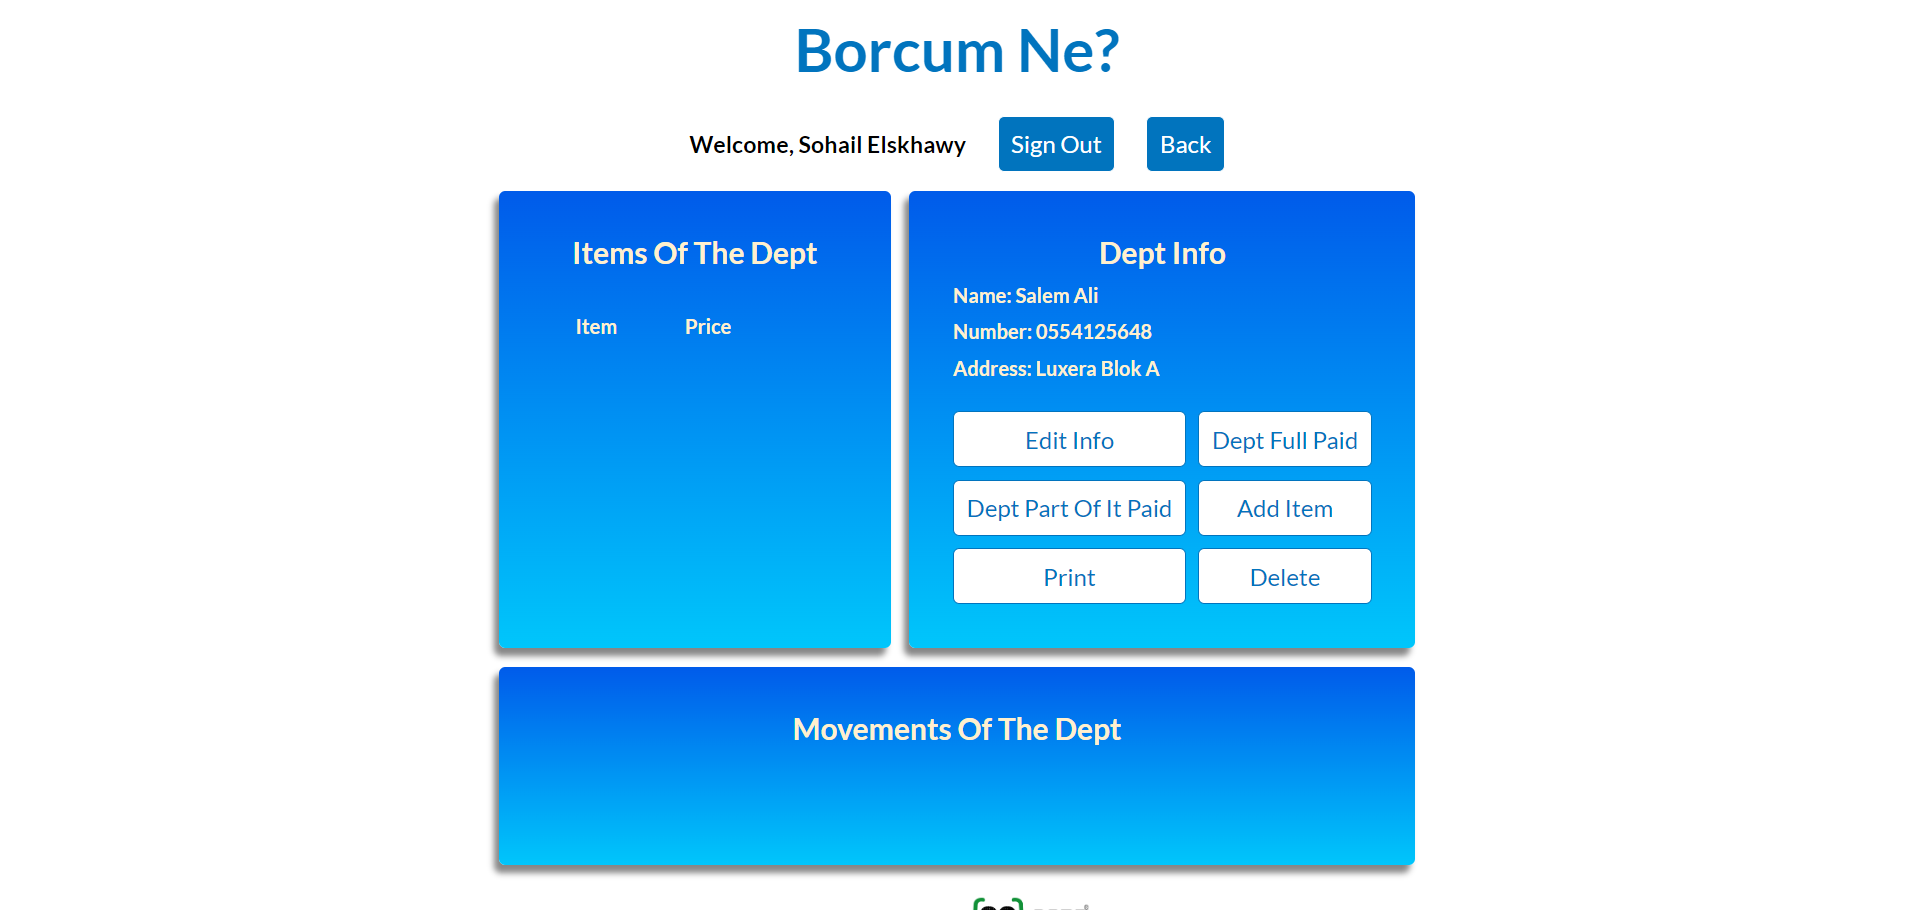 Borcum Ne?
Welcome, Sohail Elskhawy
Sign Out
Back
Items Of The Dept
Item Price
Dept Info
Name: Salem Ali
Number: 0554125648
Address: Luxera Blok A
Edit Info
Dept Full Paid
Dept Part Of It Paid
Add Item
Print
Delete
Movements Of The Dept